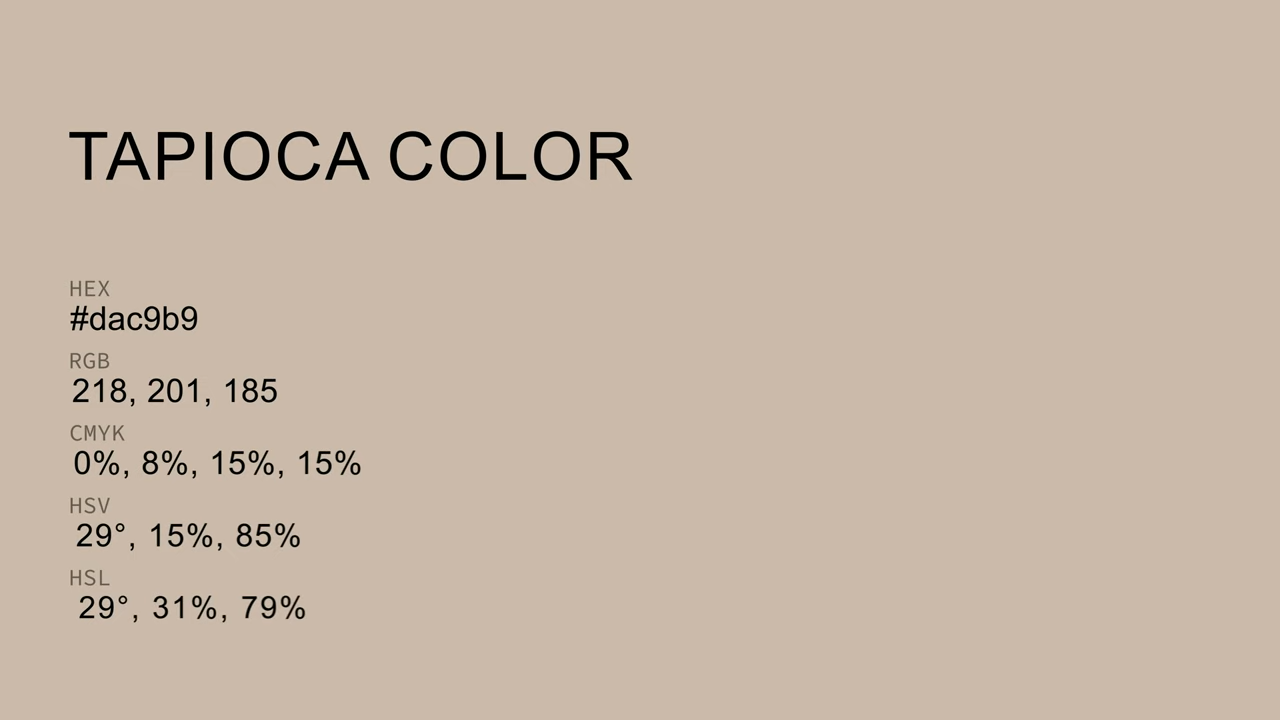 TAPIOCA COLOR
HEX
#dac9b9
RGB
218, 201, 185
CMYK
0%, 8%, 15%, 15%
HSV
29°, 15%, 85%
HSL
29°, 31%, 79%